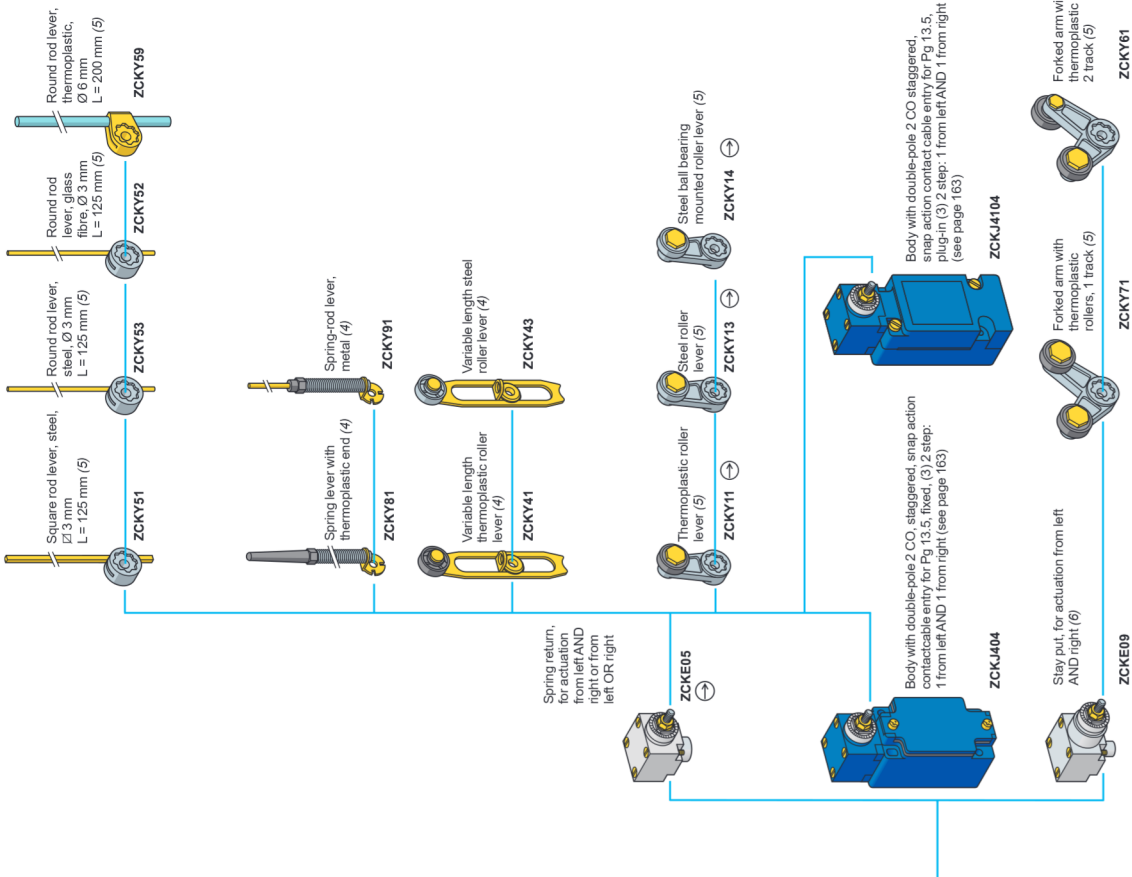 Square rod lever, steel,
⌀ 3 mm
L = 125 mm (5)
ZCKY51
Round rod lever,
steel, Ø 3 mm
L = 125 mm (5)
ZCKY53
Round rod
lever, glass
fibre, Ø 3 mm
L = 125 mm (5)
ZCKY52
Round rod lever,
thermoplastic,
Ø 6 mm
L = 200 mm (5)
ZCKY59
Spring lever with
thermoplastic end (4)
ZCKY81
Spring-rod lever,
metal (4)
ZCKY91
Variable length
thermoplastic roller
lever (4)
ZCKY41
Variable length steel
roller lever (4)
ZCKY43
Spring return,
for actuation
from left AND
right or from
left OR right
ZCKE05
Thermoplastic roller
lever (5)
ZCKY11
Steel roller
lever (5)
ZCKY13
Steel ball bearing
mounted roller lever (5)
ZCKY14
Body with double-pole 2 CO, staggered, snap action
contactcable entry for Pg 13.5, fixed, (3) 2 step:
1 from left AND 1 from right (see page 163)
ZCKJ404
Body with double-pole 2 CO staggered,
snap action contact cable entry for Pg 13.5,
plug-in (3) 2 step: 1 from left AND 1 from right
(see page 163)
ZCKJ4104
Stay put, for actuation from left
AND right (6)
ZCKE09
Forked arm with
thermoplastic
rollers, 1 track (5)
ZCKY71
Forked arm wi
thermoplastic
2 track (5)
ZCKY61